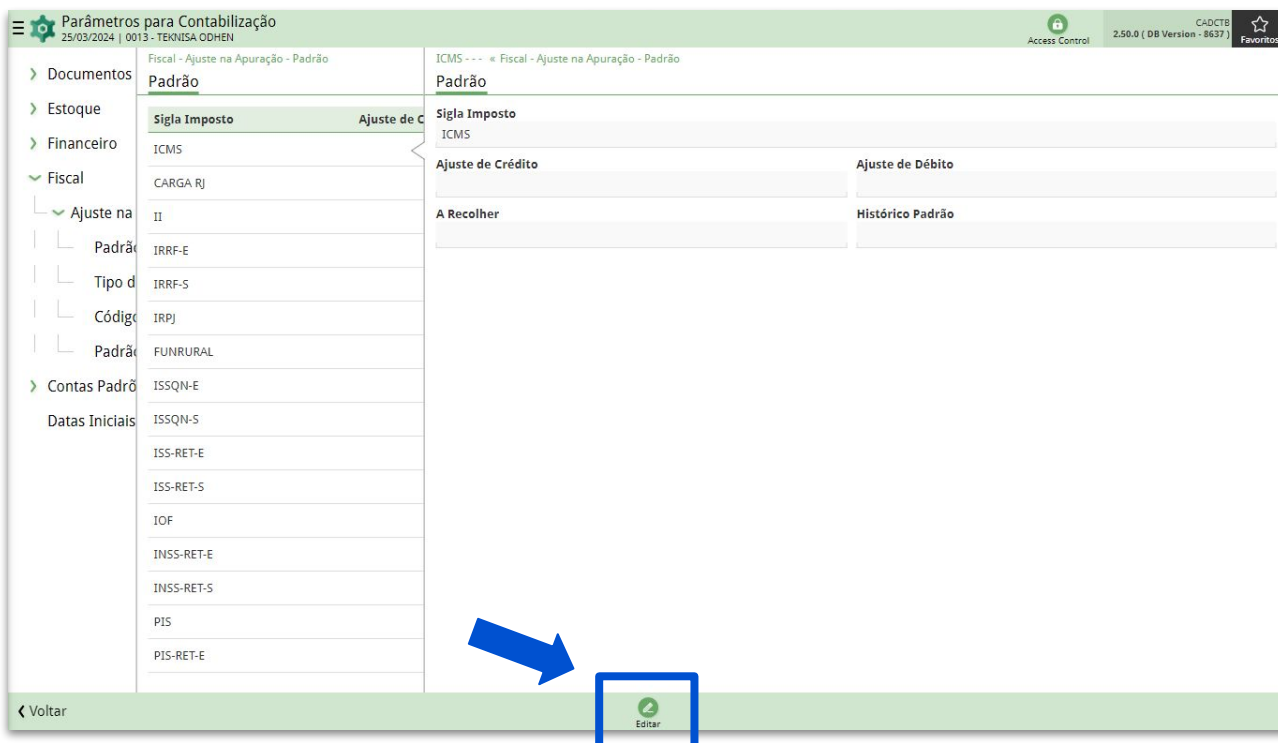 Parâmetros para Contabilização
25/03/2024 | 0013 - TEKNISA ODHEN
Access Control
CADCTB
2.50.0 ( DB Version - 8637 )
Favoritos
Documentos
Estoque
Financeiro
Fiscal
Ajuste na
Padrão
Tipo d
Código
Padrão
Contas Padrõ
Datas Iniciais
Fiscal - Ajuste na Apuração - Padrão
Padrão
Sigla Imposto Ajuste de C
ICMS
CARGA RJ
II
IRRF-E
IRRF-S
IRPJ
FUNRURAL
ISSQN-E
ISSQN-S
ISS-RET-E
ISS-RET-S
IOF
INSS-RET-E
INSS-RET-S
PIS
PIS-RET-E
ICMS - - - « Fiscal - Ajuste na Apuração - Padrão
Padrão
Sigla Imposto
ICMS
Ajuste de Crédito Ajuste de Débito
A Recolher Histórico Padrão
Voltar
Editar